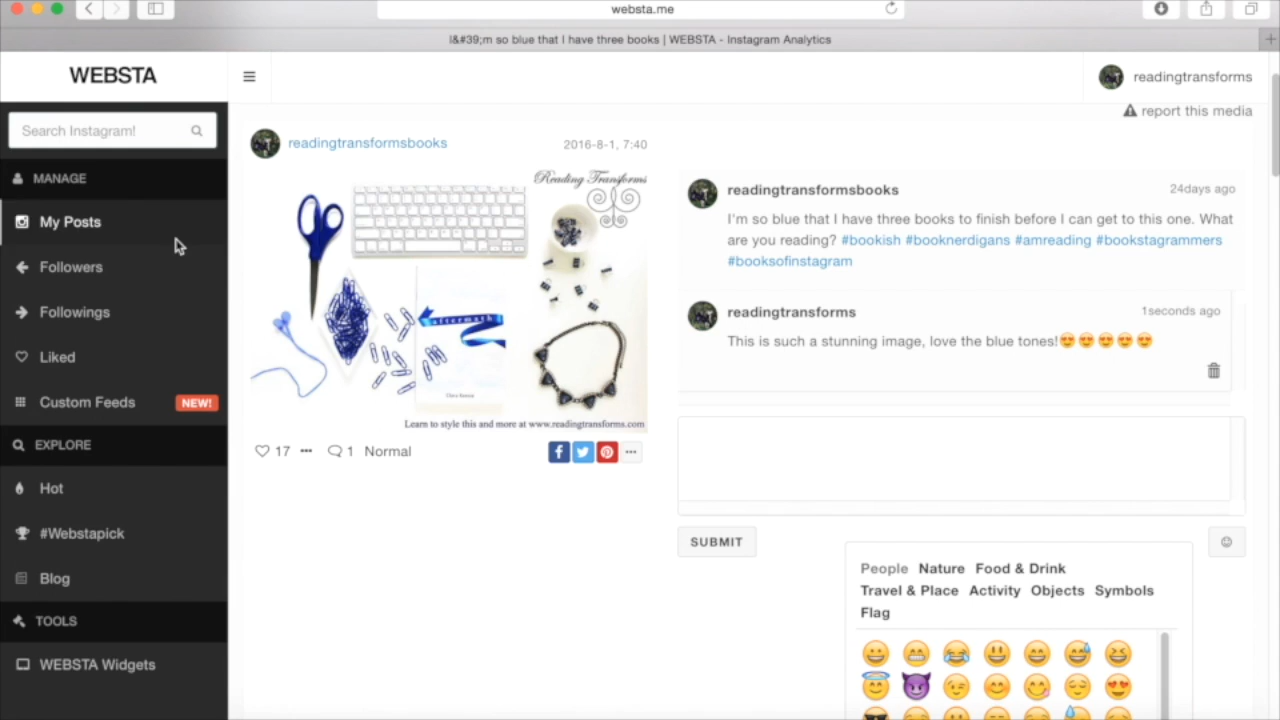 websta.me
I&#39;m so blue that I have three books | WEBSTA - Instagram Analytics
WEBSTA
readingtransforms
report this media
Search Instagram!
MANAGE
My Posts
Followers
Followings
Liked
Custom Feeds NEW!
EXPLORE
Hot
#Webstapick
Blog
TOOLS
WEBSTA Widgets
readingtransformsbooks 2016-8-1, 7:40
Reading Transforms
aftermath
Clara Benson
Learn to style this and more at www.readingtransforms.com
17 ••• 1 Normal
readingtransformsbooks 24days ago
I'm so blue that I have three books to finish before I can get to this one. What
are you reading? #bookish #booknerdigans #amreading #bookstagrammers
#booksofinstagram
readingtransforms 1seconds ago
This is such a stunning image, love the blue tones!😍😍😍😍😍
SUBMIT
People Nature Food & Drink
Travel & Place Activity Objects Symbols
Flag